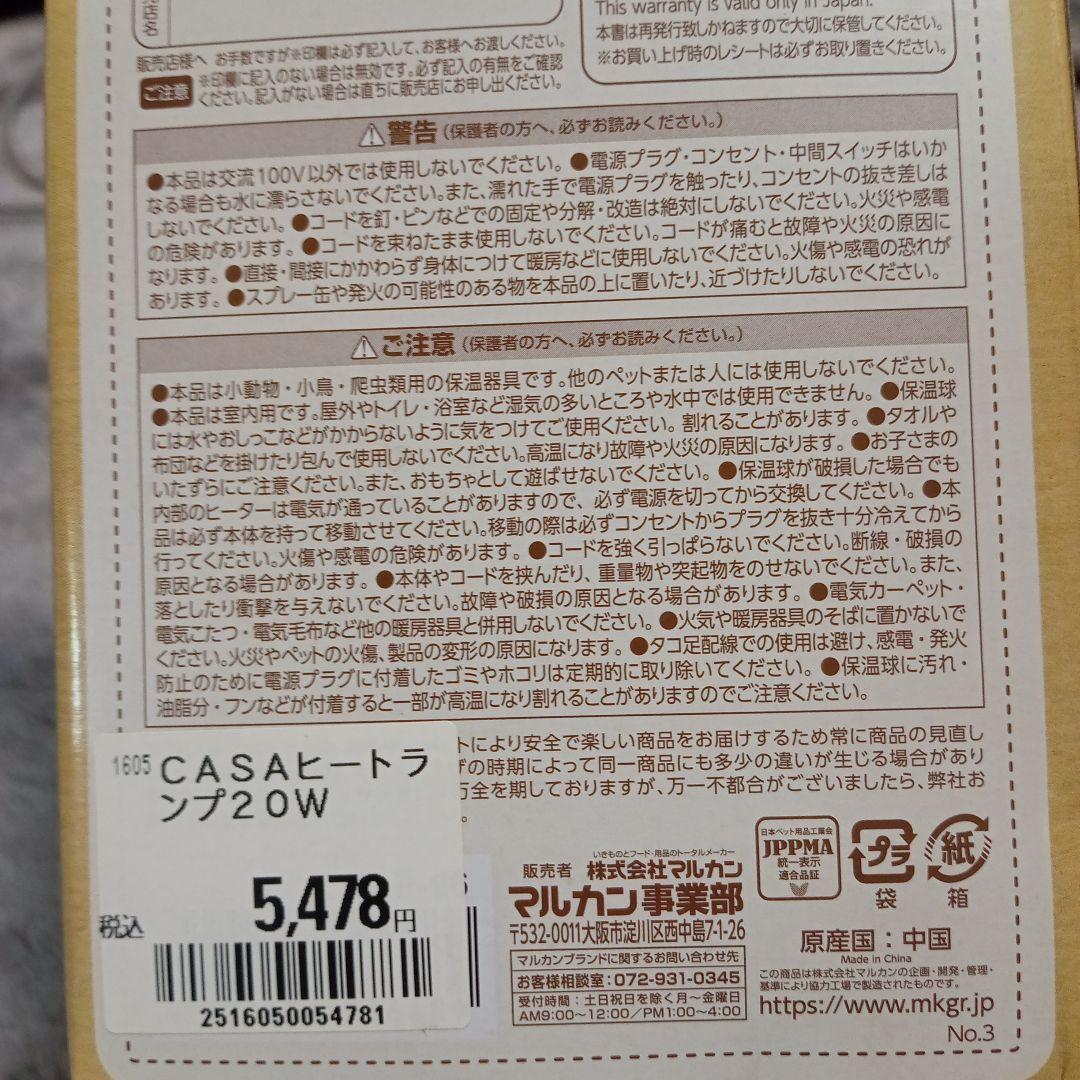 店名
This warranty is valid only in Japan.
本書は再発行致しかねますので大切に保管してください。
※お買い上げ時のレシートは必ずお取り置きください。
販売店様へ お手数ですが※印欄は必ず記入して、お客様へお渡しください。
ご注意
※印欄に記入のない場合は無効です。必ず記入の有無をご確認
ください。記入がない場合は直ちに販売店にお申し出ください。
⚠警告(保護者の方へ、必ずお読みください。)
●本品は交流100V以外では使用しないでください。●電源プラグ・コンセント・中間スイッチはいか
なる場合も水に濡らさないでください。また、濡れた手で電源プラグを触ったり、コンセントの抜き差しは
しないでください。●コードを釘・ピンなどでの固定や分解・改造は絶対にしないでください。火災や感電
の危険があります。●コードを束ねたまま使用しないでください。コードが痛むと故障や火災の原因に
なります。●直接・間接にかかわらず身体につけて暖房などに使用しないでください。火傷や感電の恐れが
あります。●スプレー缶や発火の可能性のある物を本品の上に置いたり、近づけたりしないでください。
⚠ご注意(保護者の方へ、必ずお読みください。)
●本品は小動物・小鳥・爬虫類用の保温器具です。他のペットまたは人には使用しないでください。
●本品は室内用です。屋外やトイレ・浴室など湿気の多いところや水中では使用できません。●保温球
には水やおしっこなどがかからないように気をつけてご使用ください。割れることがあります。●タオルや
布団などを掛けたり包んで使用しないでください。高温になり故障や火災の原因になります。●お子さまの
いたずらにご注意ください。また、おもちゃとして遊ばせないでください。●保温球が破損した場合でも
内部のヒーターは電気が通っていることがありますので、必ず電源を切ってから交換してください。●本
品は必ず本体を持って移動させてください。移動の際は必ずコンセントからプラグを抜き十分冷えてから
行ってください。火傷や感電の危険があります。●コードを強く引っぱらないでください。断線・破損の
原因となる場合があります。●本体やコードを挟んだり、重量物や突起物をのせないでください。また、
落としたり衝撃を与えないでください。故障や破損の原因となる場合があります。●電気カーペット・
電気こたつ・電気毛布など他の暖房器具と併用しないでください。●火気や暖房器具のそばに置かないで
ください。火災やペットの火傷、製品の変形の原因になります。●タコ足配線での使用は避け、感電・発火
防止のために電源プラグに付着したゴミやホコリは定期的に取り除いてください。●保温球に汚れ・
油脂分・フンなどが付着すると一部が高温になり割れることがありますのでご注意ください。
トにより安全で楽しい商品をお届けするため常に商品の見直し
の時期によって同一商品にも多少の違いが生じる場合があり
万全を期しておりますが、万一不都合がございましたら、弊社お
1605 CASAヒートラ
ンプ20W
税込 5,478円
2516050054781
いきものとフード・用品のトータルメーカー
販売者 株式会社マルカン
マルカン事業部
〒532-0011大阪市淀川区西中島7-1-26
マルカンブランドに関するお問い合わせ先
お客様相談室:072-931-0345
受付時間:土日祝日を除く月〜金曜日
AM9:00〜12:00/PM1:00〜4:00
日本ペット用品工業会
JPPMA
統一表示
適合品証
プラ
袋
紙
箱
原産国:中国
Made in China
この商品は株式会社マルカンの企画・開発・管理・
基準により協力工場で製造されたものです。
https://www.mkgr.jp
No.3